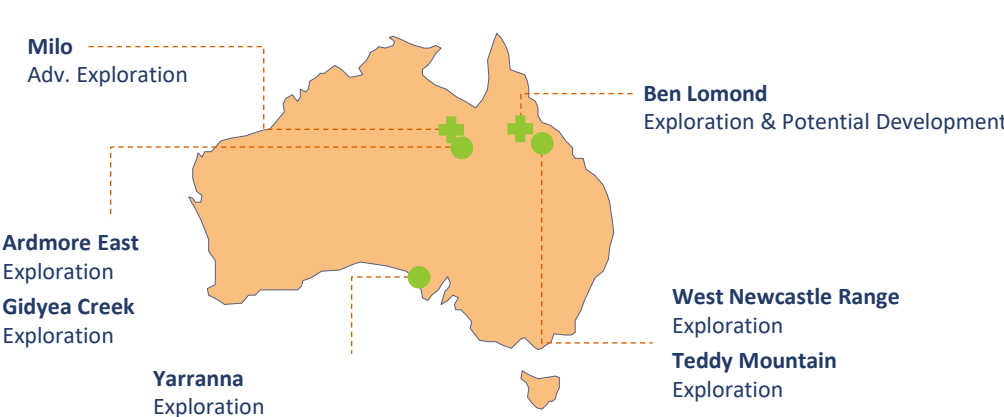 Milo
Adv. Exploration
Ben Lomond
Exploration & Potential Development
Ardmore East
Exploration
Gidyea Creek
Exploration
West Newcastle Range
Exploration
Teddy Mountain
Exploration
Yarranna
Exploration